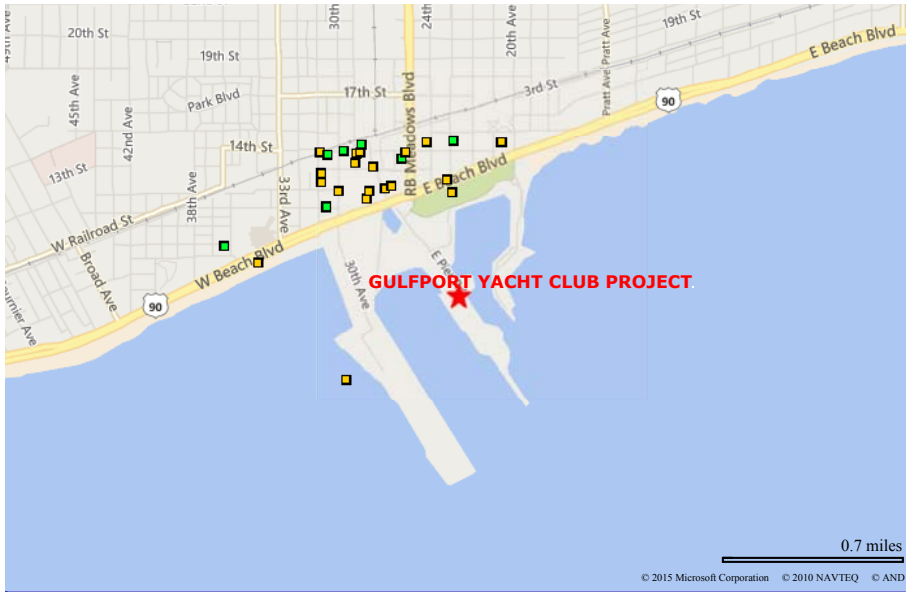 30th
24th
20th St
19th St
20th Ave
Pratt Ave Pratt Ave
19th St
E Beach Blvd
90
45th Ave
42nd Ave
Park Blvd
17th St
3rd St
RB Meadows Blvd
14th St
13th St
38th Ave
33rd Ave
E Beach Blvd
W Railroad St
Broad Ave
W Beach Blvd
30th Ave
90
GULFPORT YACHT CLUB PROJECT
0.7 miles
© 2015 Microsoft Corporation © 2010 NAVTEQ © AND